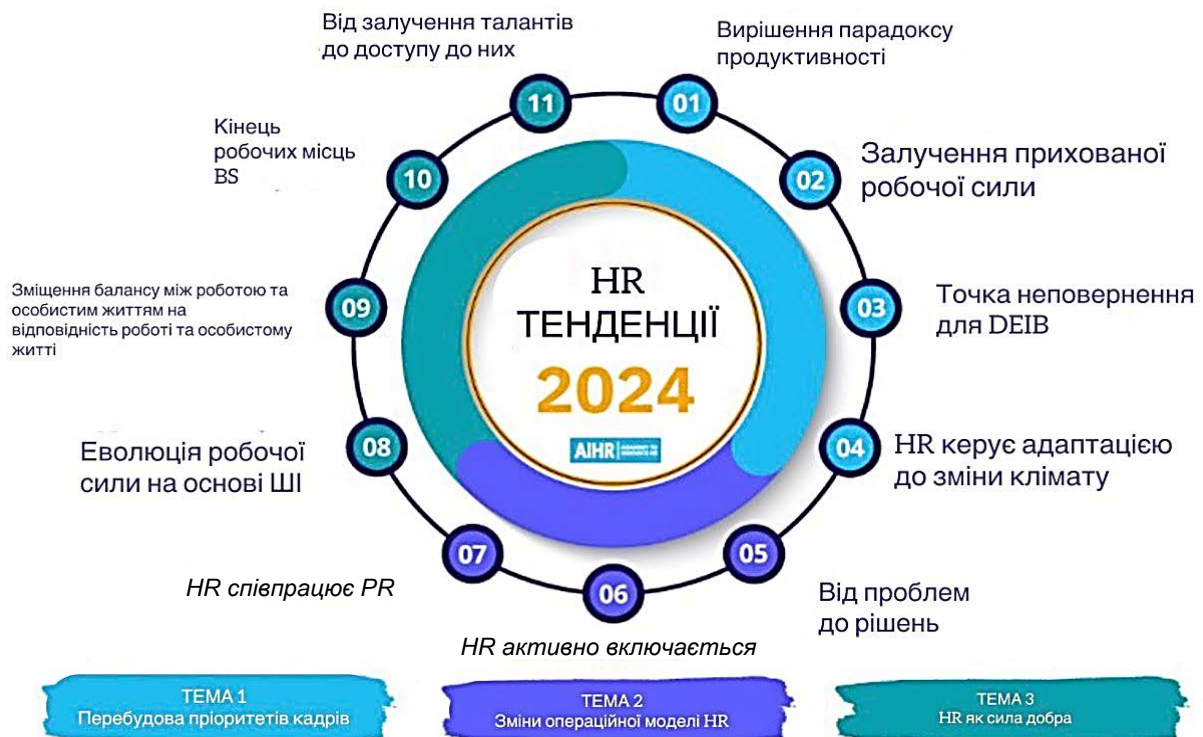 Від залучення талантів
до доступу до них
Вирішення парадоксу
продуктивності
11
01
Кінець
робочих місць
BS
10
02
Залучення прихованої
робочої сили
HR
ТЕНДЕНЦІЇ
2024
AIHR
Зміщення балансу між роботою та
особистим життям на
відповідність роботі та особистому
житті
09
03
Точка неповернення
для DEIB
08
Еволюція робочої
сили на основі ШІ
04
HR керує адаптацією
до зміни клімату
07
HR співпрацює PR
06
HR активно включається
05
Від проблем
до рішень
ТЕМА 1
Перебудова пріоритетів кадрів
ТЕМА 2
Зміни операційної моделі HR
ТЕМА 3
HR як сила добра